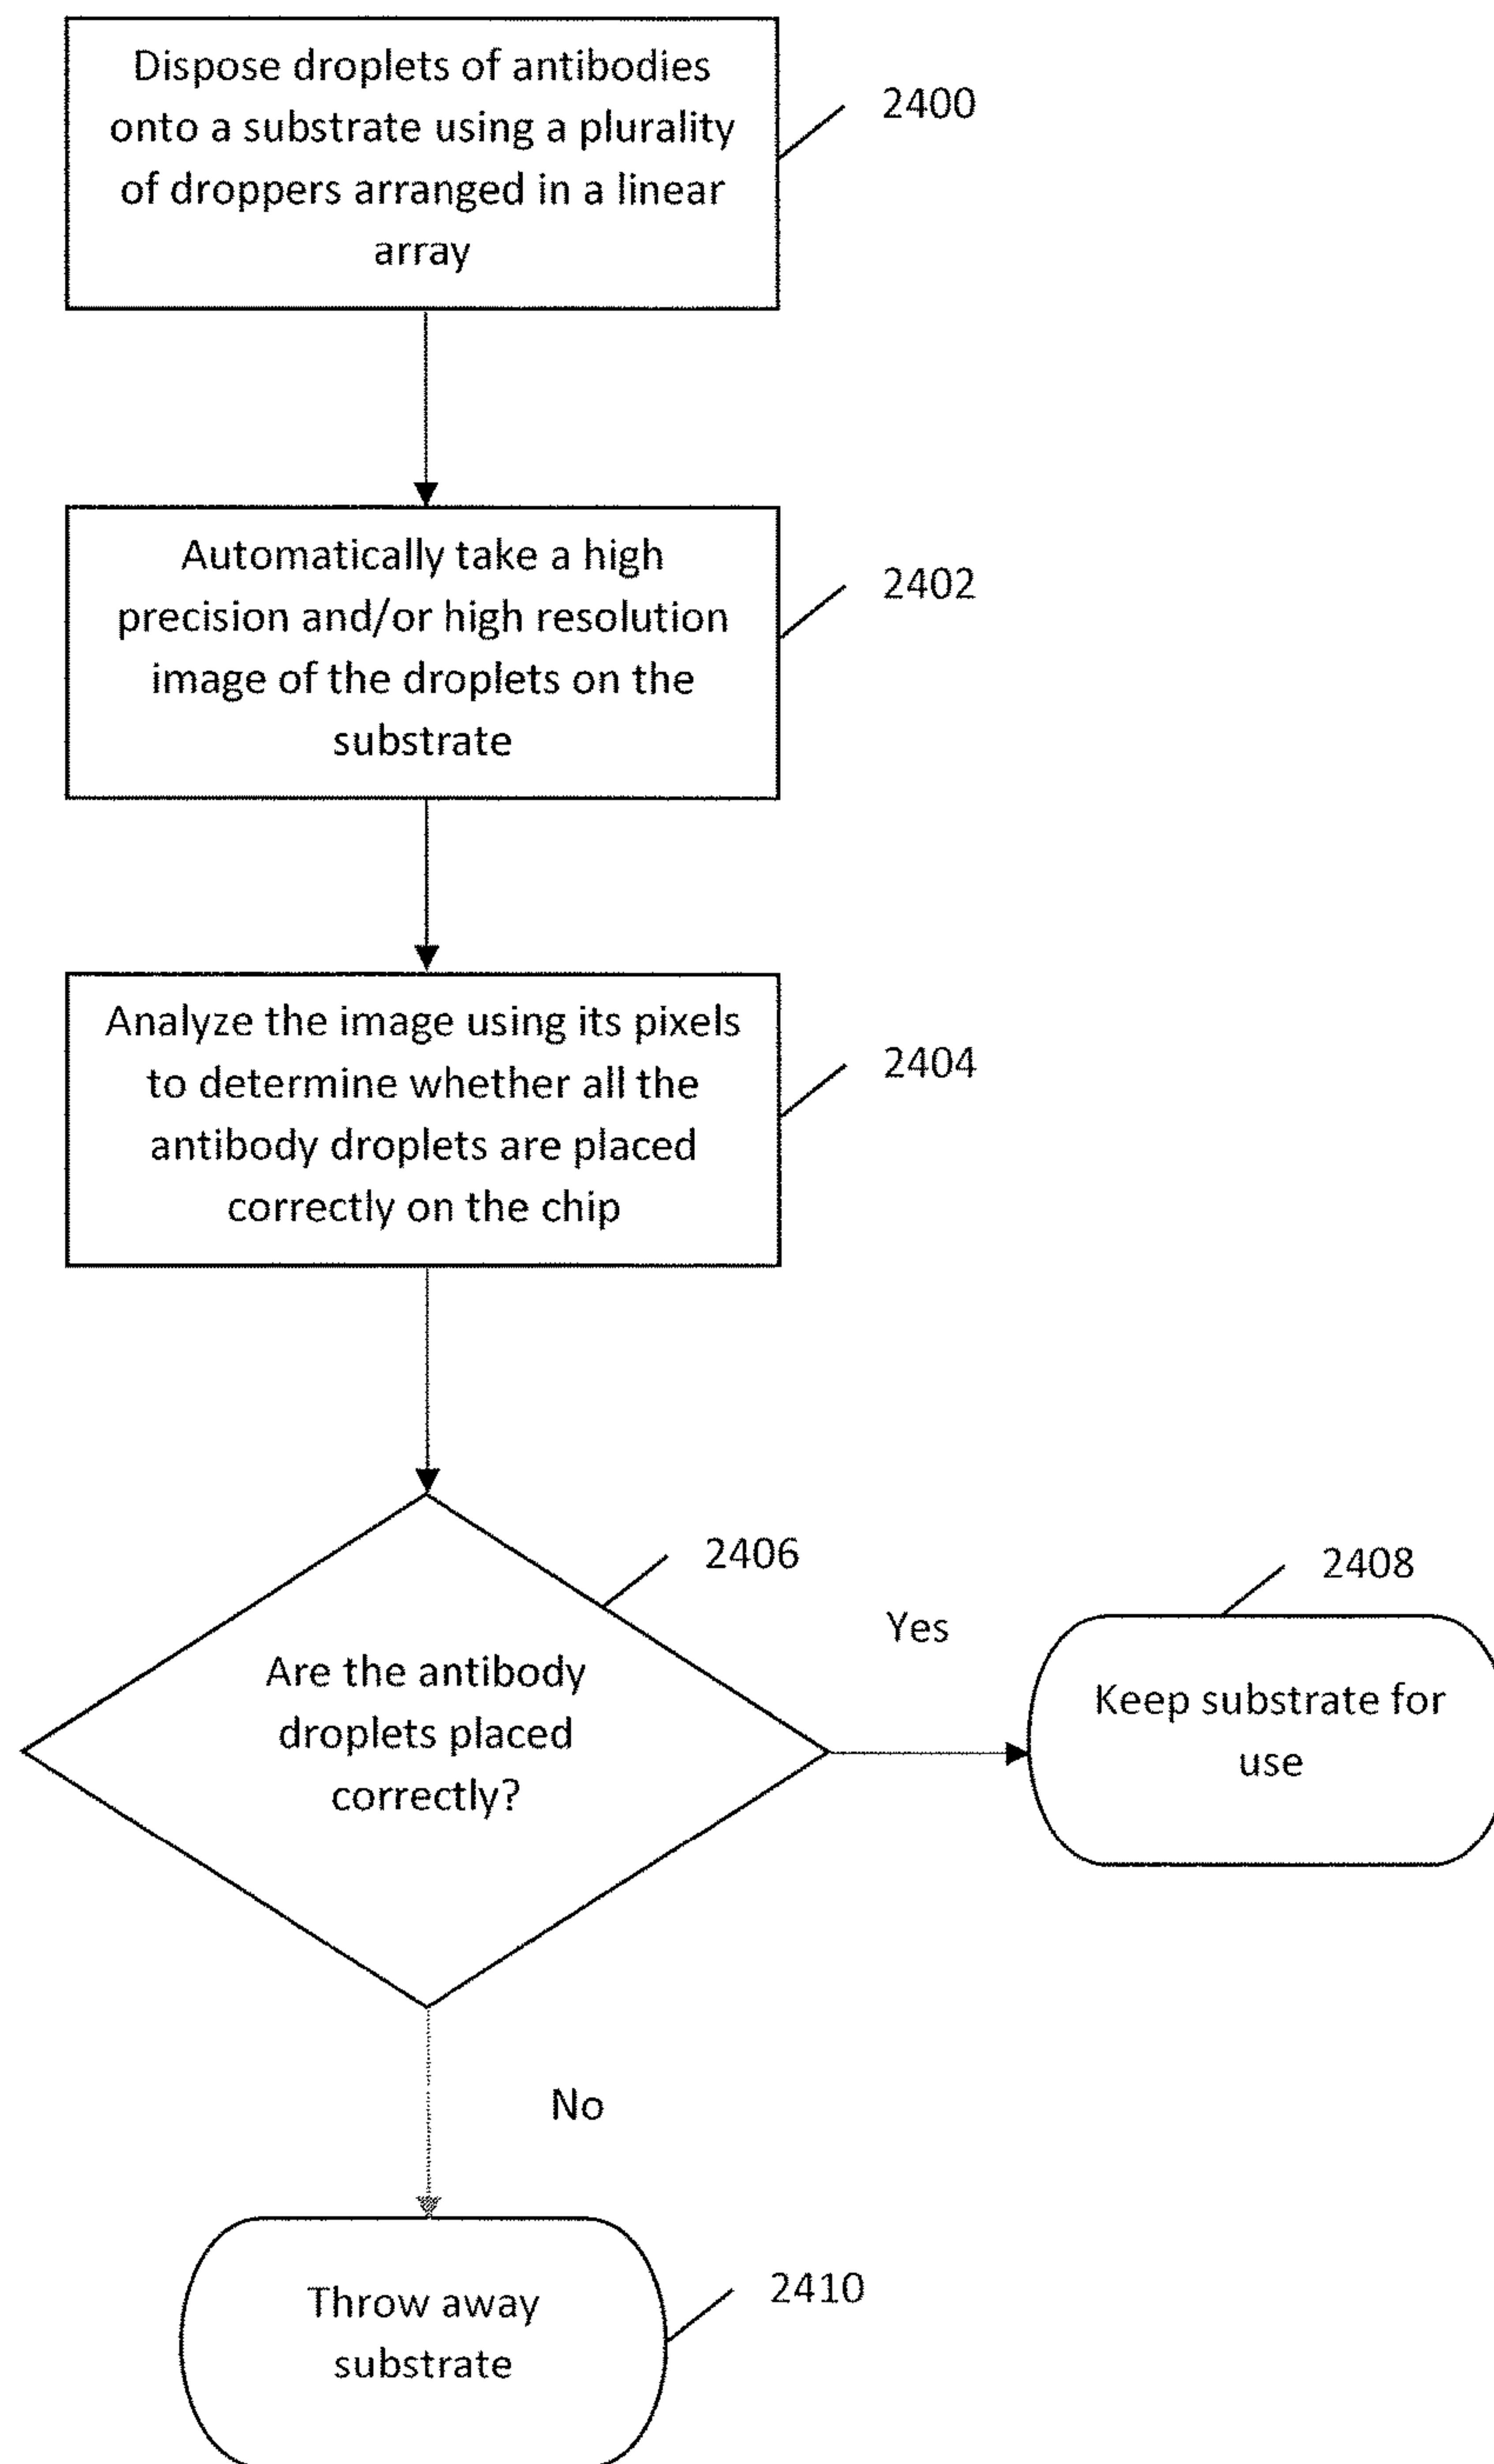 Dispose droplets of antibodies
onto a substrate using a plurality
of droppers arranged in a linear
array
2400
Automatically take a high
precision and/or high resolution
image of the droplets on the
substrate
2402
Analyze the image using its pixels
to determine whether all the
antibody droplets are placed
correctly on the chip
2404
Are the antibody
droplets placed
correctly?
2406
Yes
2408
Keep substrate for
use
No
Throw away
substrate
2410